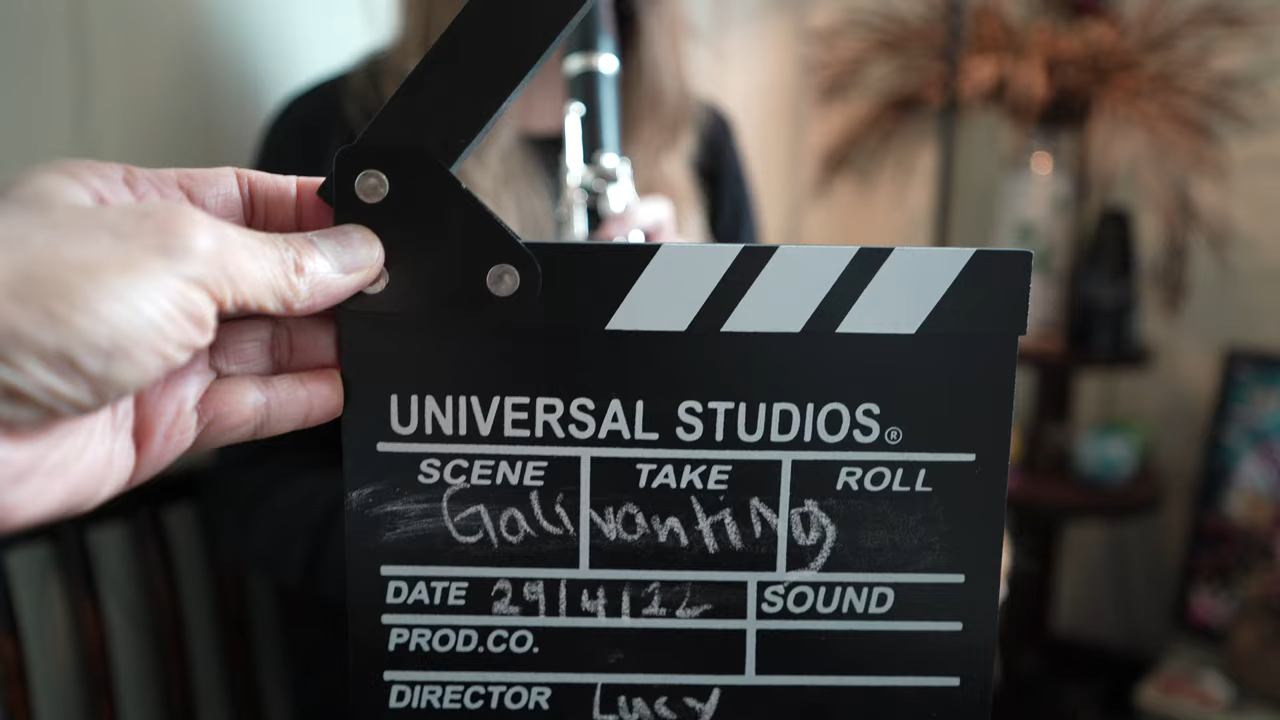 UNIVERSAL STUDIOS®
SCENE TAKE ROLL
Galivanting
DATE 29/4/22 SOUND
PROD.CO.
DIRECTOR Lucy